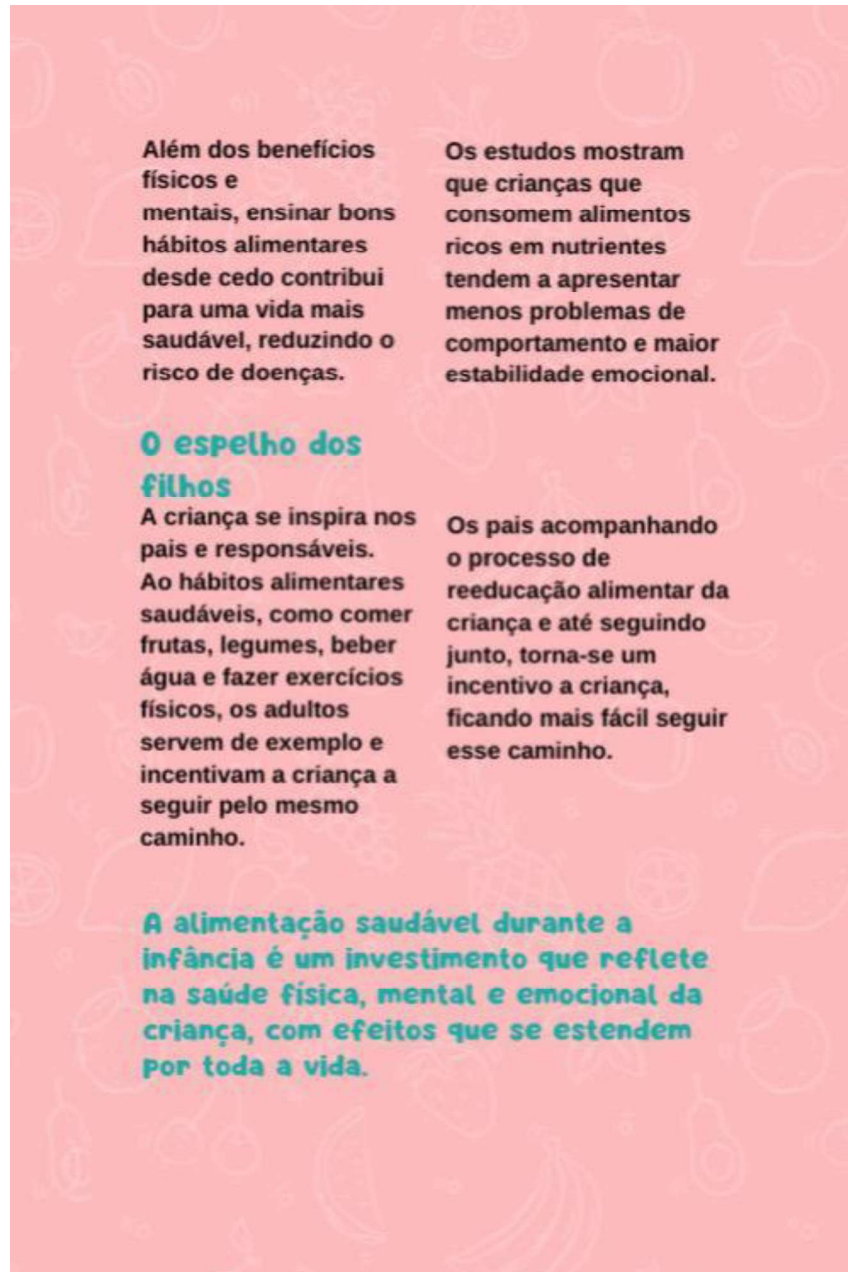 Além dos benefícios
físicos e
mentais, ensinar bons
hábitos alimentares
desde cedo contribui
para uma vida mais
saudável, reduzindo o
risco de doenças.
Os estudos mostram
que crianças que
consomem alimentos
ricos em nutrientes
tendem a apresentar
menos problemas de
comportamento e maior
estabilidade emocional.
O espelho dos
filhos
A criança se inspira nos
pais e responsáveis.
Ao hábitos alimentares
saudáveis, como comer
frutas, legumes, beber
água e fazer exercícios
físicos, os adultos
servem de exemplo e
incentivam a criança a
seguir pelo mesmo
caminho.
Os pais acompanhando
o processo de
reeducação alimentar da
criança e até seguindo
junto, torna-se um
incentivo a criança,
ficando mais fácil seguir
esse caminho.
A alimentação saudável durante a
infância é um investimento que reflete
na saúde física, mental e emocional da
criança, com efeitos que se estendem
por toda a vida.